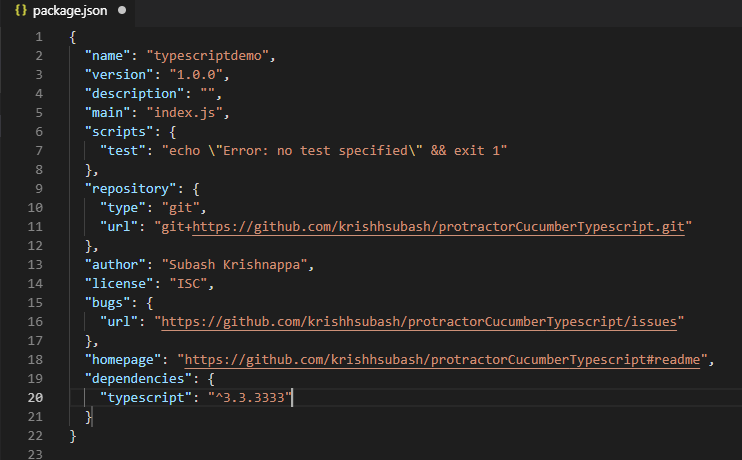 {} package.json
1 {
2 "name": "typescriptdemo",
3 "version": "1.0.0",
4 "description": "",
5 "main": "index.js",
6 "scripts": {
7 "test": "echo \"Error: no test specified\" && exit 1"
8 },
9 "repository": {
10 "type": "git",
11 "url": "git+https://github.com/krishhsubash/protractorCucumberTypescript.git"
12 },
13 "author": "Subash Krishnappa",
14 "license": "ISC",
15 "bugs": {
16 "url": "https://github.com/krishhsubash/protractorCucumberTypescript/issues"
17 },
18 "homepage": "https://github.com/krishhsubash/protractorCucumberTypescript#readme",
19 "dependencies": {
20 "typescript": "^3.3.3333"
21 }
22 }
23